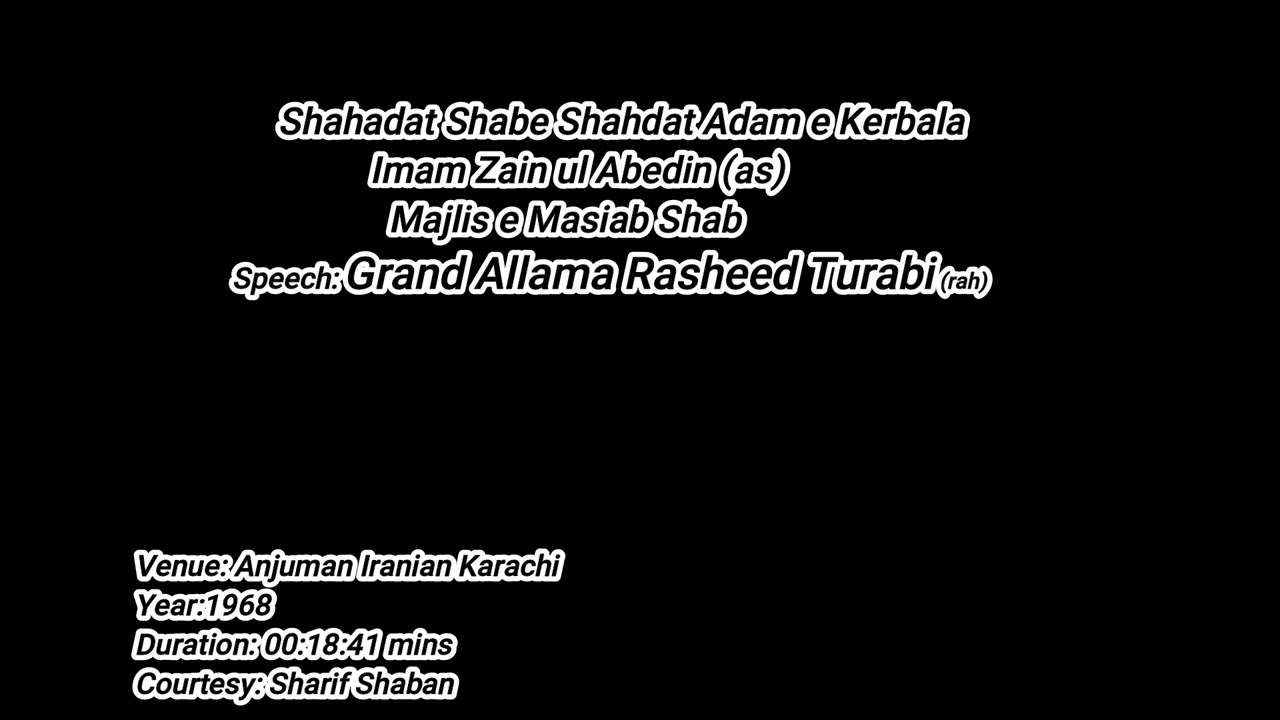 Shahadat Shabe Shahdat Adam e Kerbala
Imam Zain ul Abedin (as)
Majlis e Masiab Shab
Speech: Grand Allama Rasheed Turabi (rah)
Venue: Anjuman Iranian Karachi
Year:1968
Duration: 00:18:41 mins
Courtesy: Sharif Shaban